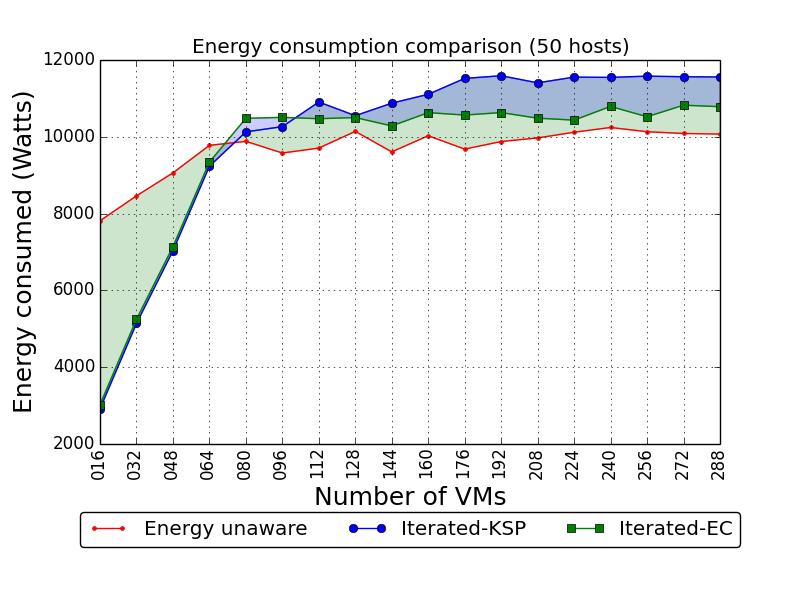 Energy consumption comparison (50 hosts)
Energy consumed (Watts)
12000
10000
8000
6000
4000
2000
016 032 048 064 080 096 112 128 144 160 176 192 208 224 240 256 272 288
Number of VMs
Energy unaware Iterated-KSP Iterated-EC